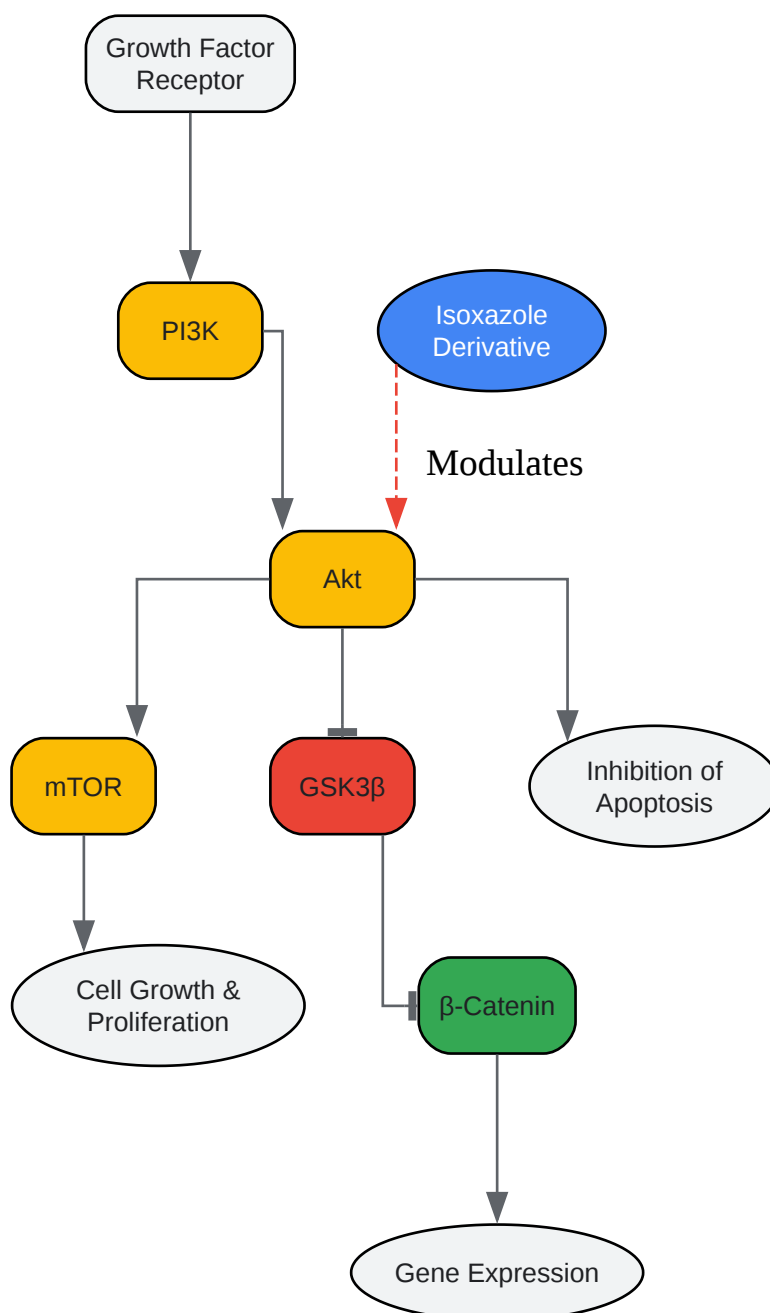 Growth Factor
Receptor
PI3K
Isoxazole
Derivative
Modulates
Akt
mTOR
GSK3β
Inhibition of
Apoptosis
Cell Growth &
Proliferation
β-Catenin
Gene Expression